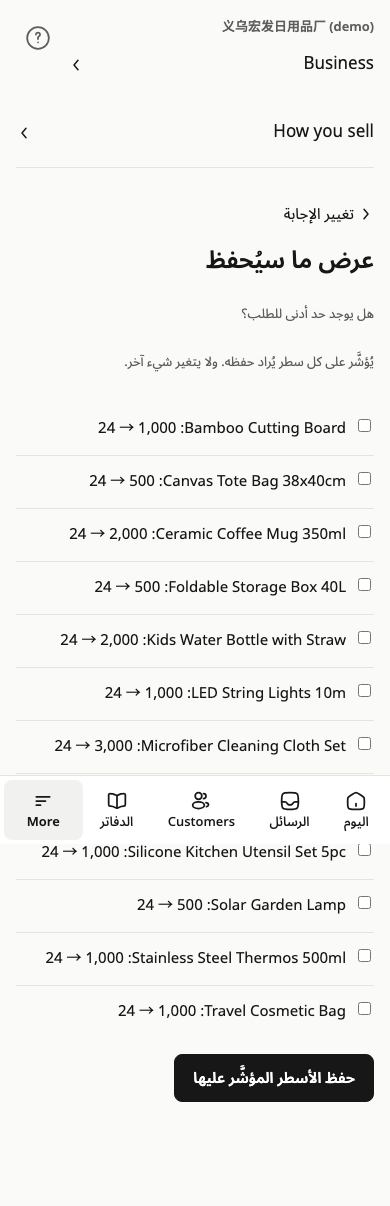 义乌宏发日用品厂 (demo)
?
Business
How you sell
تغيير الإجابة
عرض ما سيُحفظ
هل يوجد حد أدنى للطلب؟
يُؤشَّر على كل سطر يُراد حفظه. ولا يتغير شيء آخر.
Bamboo Cutting Board: 1,000 → 24
Canvas Tote Bag 38x40cm: 500 → 24
Ceramic Coffee Mug 350ml: 2,000 → 24
Foldable Storage Box 40L: 500 → 24
Kids Water Bottle with Straw: 2,000 → 24
LED String Lights 10m: 1,000 → 24
Microfiber Cleaning Cloth Set: 3,000 → 24
اليوم
الرسائل
Customers
الدفاتر
More
Silicone Kitchen Utensil Set 5pc: 1,000 → 24
Solar Garden Lamp: 500 → 24
Stainless Steel Thermos 500ml: 1,000 → 24
Travel Cosmetic Bag: 1,000 → 24
حفظ الأسطر المؤشَّر عليها